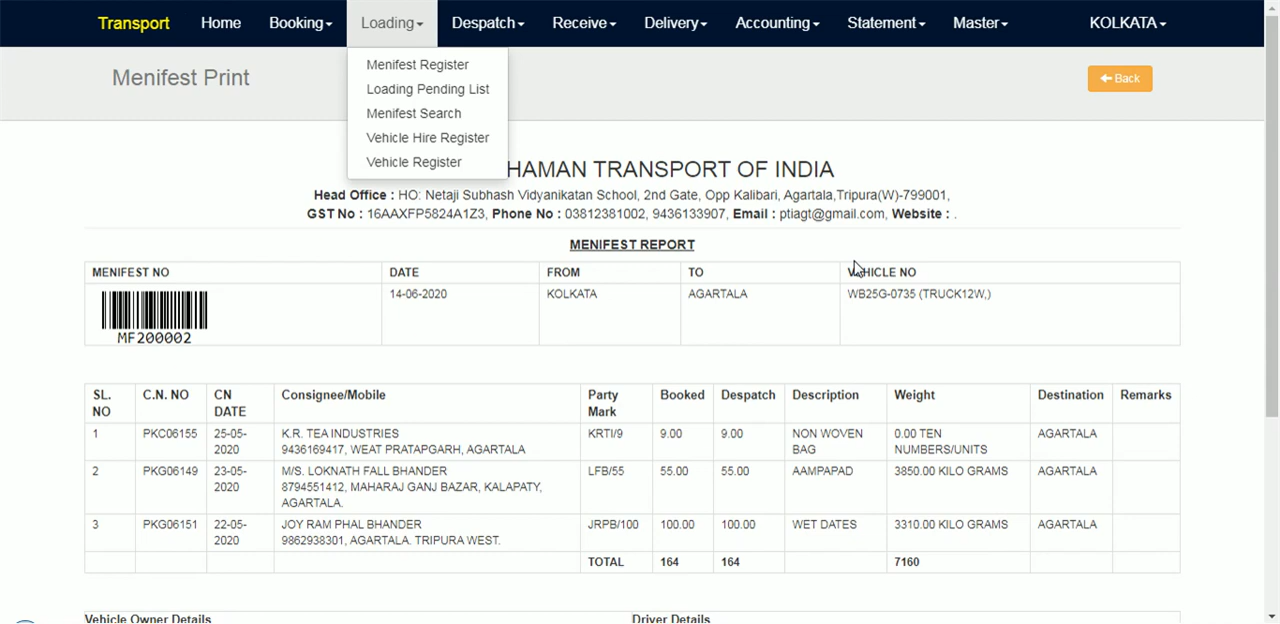 Transport Home Booking Loading Despatch Receive Delivery Accounting Statement Master KOLKATA
Menifest Print
Back
Menifest Register
Loading Pending List
Menifest Search
Vehicle Hire Register
Vehicle Register
HAMAN TRANSPORT OF INDIA
Head Office : HO: Netaji Subhash Vidyanikatan School, 2nd Gate, Opp Kalibari, Agartala,Tripura(W)-799001,
GST No : 16AAXFP5824A1Z3, Phone No : 03812381002, 9436133907, Email : ptiagt@gmail.com, Website : .
MENIFEST REPORT
MENIFEST NO DATE FROM TO VEHICLE NO
14-06-2020 KOLKATA AGARTALA WB25G-0735 (TRUCK12W,)
MF200002
SL. C.N. NO CN Consignee/Mobile Party Booked Despatch Description Weight Destination Remarks
NO DATE Mark
1 PKC06155 25-05- K.R. TEA INDUSTRIES KRTI/9 9.00 9.00 NON WOVEN 0.00 TEN AGARTALA
2020 9436169417, WEAT PRATAPGARH, AGARTALA BAG NUMBERS/UNITS
2 PKG06149 23-05- M/S. LOKNATH FALL BHANDER LFB/55 55.00 55.00 AAMPAPAD 3850.00 KILO GRAMS AGARTALA
2020 8794551412, MAHARAJ GANJ BAZAR, KALAPATY,
AGARTALA.
3 PKG06151 22-05- JOY RAM PHAL BHANDER JRPB/100 100.00 100.00 WET DATES 3310.00 KILO GRAMS AGARTALA
2020 9862938301, AGARTALA. TRIPURA WEST.
TOTAL 164 164 7160
Vehicle Owner Details Driver Details